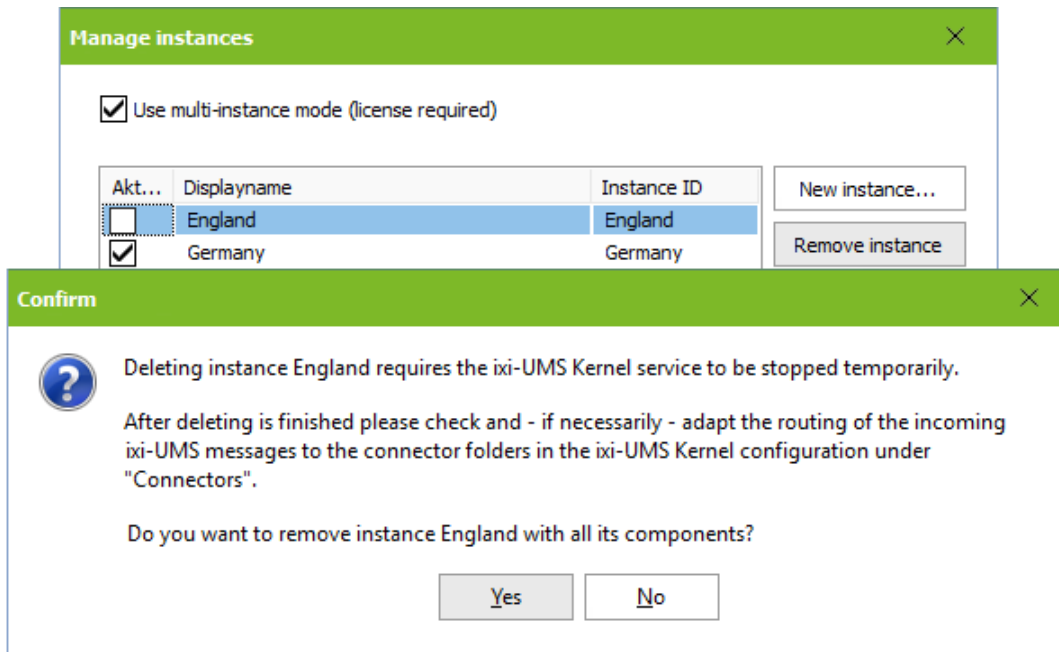 Manage instances
Use multi-instance mode (license required)
Akt... Displayname Instance ID
New instance...
England England
Germany Germany
Remove instance
Confirm
Deleting instance England requires the ixi-UMS Kernel service to be stopped temporarily.
After deleting is finished please check and - if necessarily - adapt the routing of the incoming
ixi-UMS messages to the connector folders in the ixi-UMS Kernel configuration under
"Connectors".
Do you want to remove instance England with all its components?
Yes No